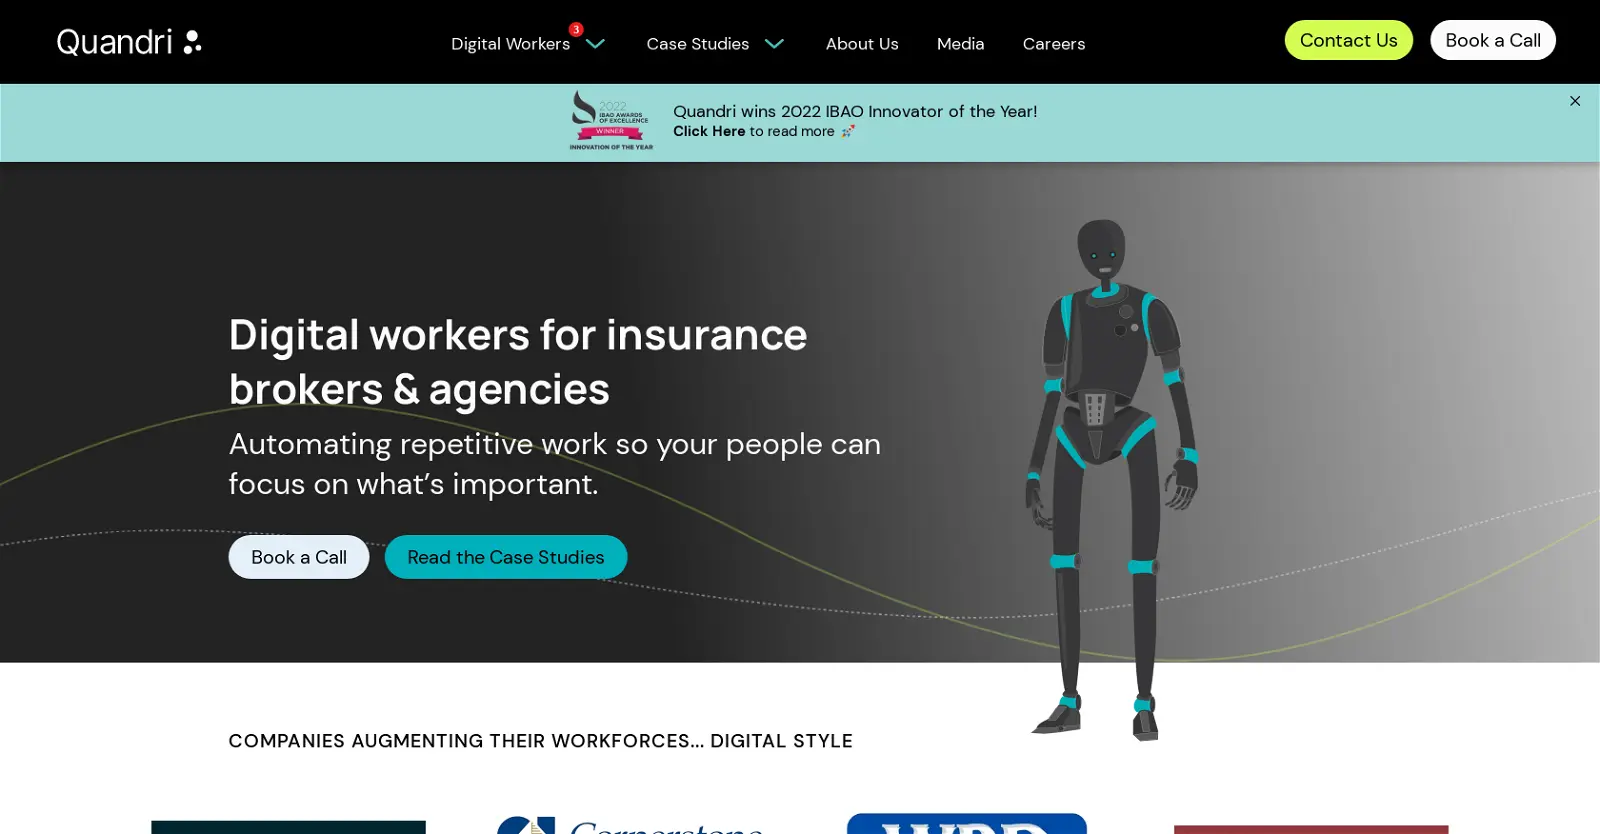 Quandri
Digital Workers 3
Case Studies
About Us
Media
Careers
Contact Us
Book a Call
2022
IBAO AWARDS
OF EXCELLENCE
WINNER
INNOVATION OF THE YEAR
Quandri wins 2022 IBAO Innovator of the Year!
Click Here to read more 🚀
Digital workers for insurance
brokers & agencies
Automating repetitive work so your people can
focus on what’s important.
Book a Call
Read the Case Studies
COMPANIES AUGMENTING THEIR WORKFORCES... DIGITAL STYLE
Cornerstone